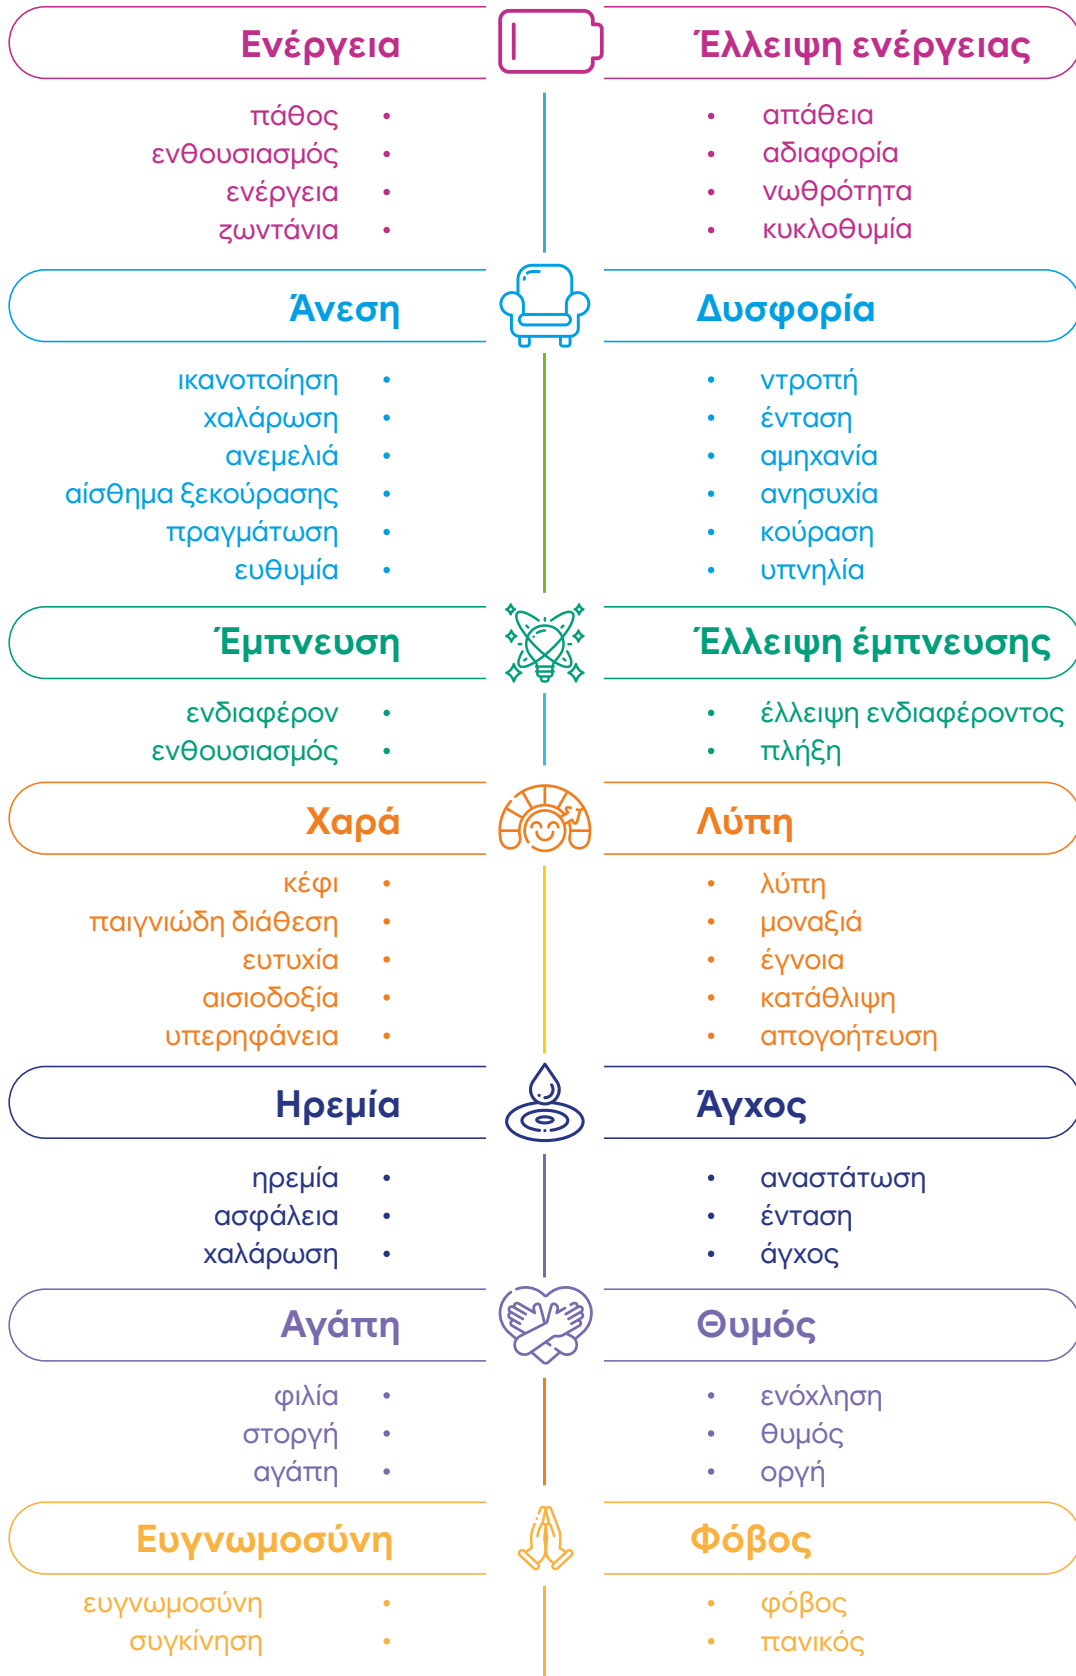 Ενέργεια Έλλειψη ενέργειας
πάθος • • απάθεια
ενθουσιασμός • • αδιαφορία
ενέργεια • • νωθρότητα
ζωντάνια • • κυκλοθυμία
Άνεση Δυσφορία
ικανοποίηση • • ντροπή
χαλάρωση • • ένταση
ανεμελιά • • αμηχανία
αίσθημα ξεκούρασης • • ανησυχία
πραγμάτωση • • κούραση
ευθυμία • • υπνηλία
Έμπνευση Έλλειψη έμπνευσης
ενδιαφέρον • • έλλειψη ενδιαφέροντος
ενθουσιασμός • • πλήξη
Χαρά Λύπη
κέφι • • λύπη
παιγνιώδη διάθεση • • μοναξιά
ευτυχία • • έγνοια
αισιοδοξία • • κατάθλιψη
υπερηφάνεια • • απογοήτευση
Ηρεμία Άγχος
ηρεμία • • αναστάτωση
ασφάλεια • • ένταση
χαλάρωση • • άγχος
Αγάπη Θυμός
φιλία • • ενόχληση
στοργή • • θυμός
αγάπη • • οργή
Ευγνωμοσύνη Φόβος
ευγνωμοσύνη • • φόβος
συγκίνηση • • πανικός